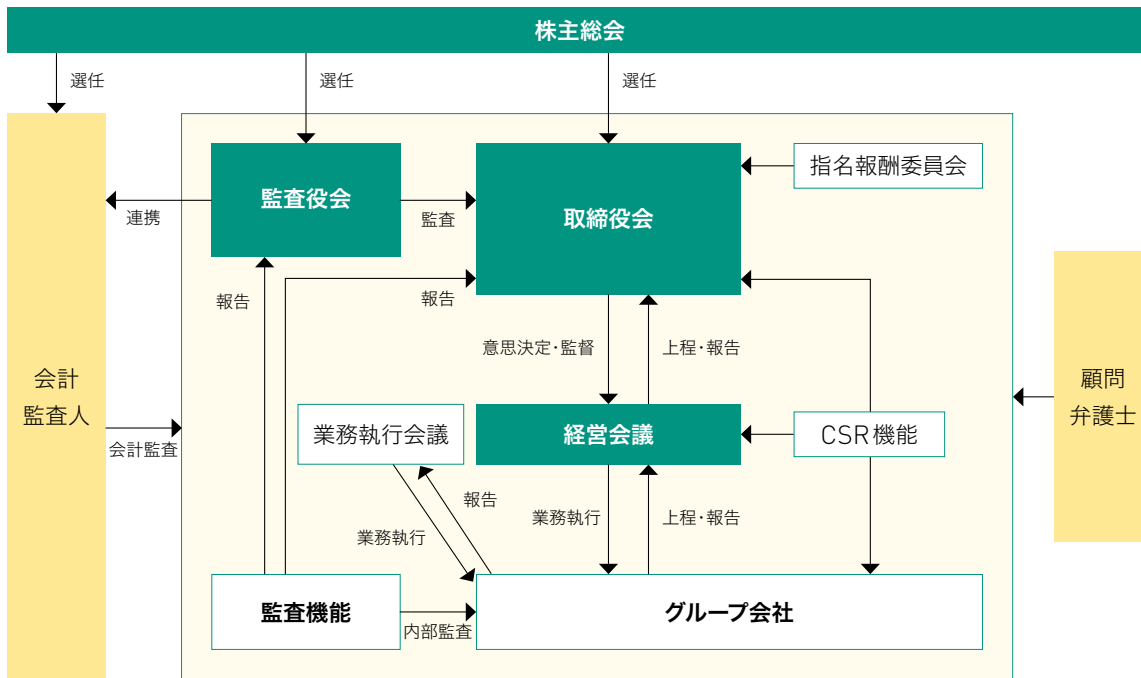 株主総会
選任
選任
選任
監査役会
取締役会
指名報酬委員会
連携
監査
報告
報告
意思決定・監督
上程・報告
会計
監査人
顧問
弁護士
会計監査
業務執行会議
経営会議
CSR機能
報告
業務執行
業務執行
上程・報告
監査機能
内部監査
グループ会社